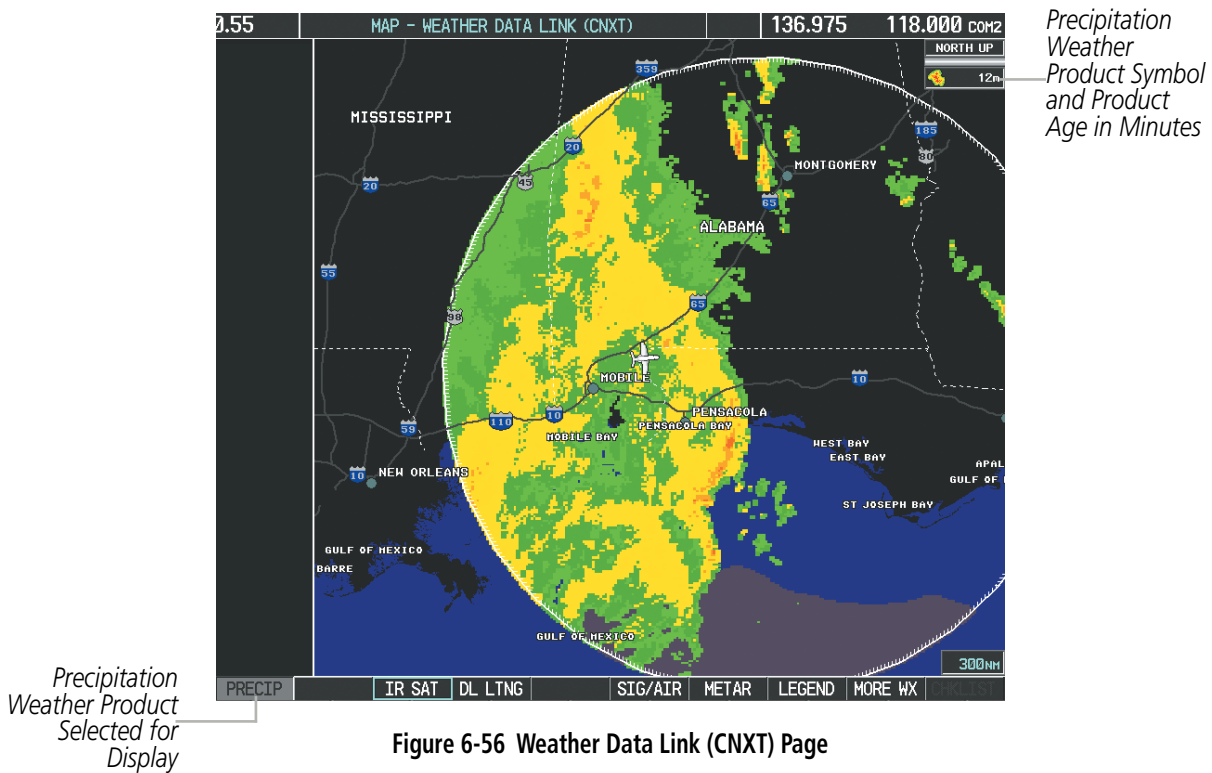 0.55
MAP - WEATHER DATA LINK (CNXT)
136.975
118.000 COM2
NORTH UP
12m
Precipitation
Weather
Product Symbol
and Product
Age in Minutes
359
MISSISSIPPI
185
20
80
MONTGOMERY
45
20
65
ALABAMA
55
65
98
MOBILE
10
PENSACOLA
110
10
PENSACOLA BAY
59
MOBILE BAY
WEST BAY
EAST BAY
APAL
NEW ORLEANS
10
GULF OF
ST JOSEPH BAY
GULF OF MEXICO
BARRE
GULF OF MEXICO
300NM
PRECIP
IR SAT
DL LTNG
SIG/AIR
METAR
LEGEND
MORE WX
CHKLIST
Precipitation
Weather Product
Selected for
Display
Figure 6-56 Weather Data Link (CNXT) Page